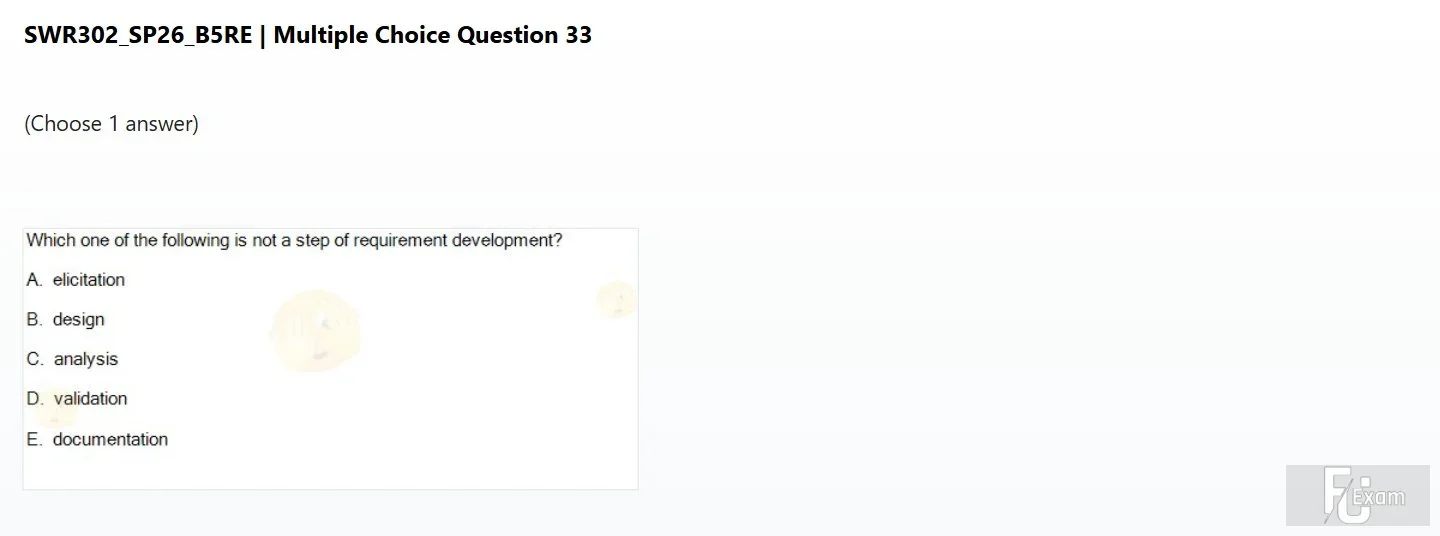 SWR302_SP26_B5RE | Multiple Choice Question 33
(Choose 1 answer)
Which one of the following is not a step of requirement development?
A. elicitation
B. design
C. analysis
D. validation
E. documentation
FU Exam